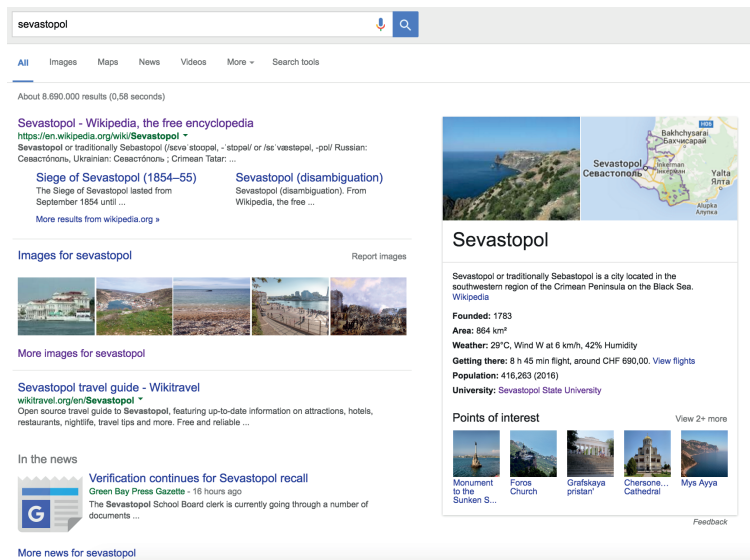 sevastopol
All Images Maps News Videos More Search tools
About 8.690.000 results (0,58 seconds)
Sevastopol - Wikipedia, the free encyclopedia
https://en.wikipedia.org/wiki/Sevastopol
Sevastopol or traditionally Sebastopol (/sɛvəˈstoʊpəl, -ˈstɒpəl/ or /sɛˈvæstəpəl, -pɒl/ Russian:
Севастополь, Ukrainian: Севастополь ; Crimean Tatar: ...
Siege of Sevastopol (1854–55)
The Siege of Sevastopol lasted from
September 1854 until ...
Sevastopol (disambiguation)
Sevastopol (disambiguation). From
Wikipedia, the free ...
More results from wikipedia.org »
Images for sevastopol
Report images
More images for sevastopol
Sevastopol travel guide - Wikitravel
wikitravel.org/en/Sevastopol
Open source travel guide to Sevastopol, featuring up-to-date information on attractions, hotels,
restaurants, nightlife, travel tips and more. Free and reliable ...
In the news
G
Verification continues for Sevastopol recall
Green Bay Press Gazette - 16 hours ago
The Sevastopol School Board clerk is currently going through a number of
documents ...
More news for sevastopol
H06
Bakhchysarai
Бахчисарай
Sevastopol
Севастополь
Inkerman
Інкерман
Yalta
Ялта
Alupka
Алупка
Sevastopol
Sevastopol or traditionally Sebastopol is a city located in the
southwestern region of the Crimean Peninsula on the Black Sea.
Wikipedia
Founded: 1783
Area: 864 km²
Weather: 29°C, Wind W at 6 km/h, 42% Humidity
Getting there: 8 h 45 min flight, around CHF 690,00. View flights
Population: 416,263 (2016)
University: Sevastopol State University
Points of interest
View 2+ more
Monument
to the
Sunken S...
Foros
Church
Grafskaya
pristan'
Chersone...
Cathedral
Mys Ayya
Feedback